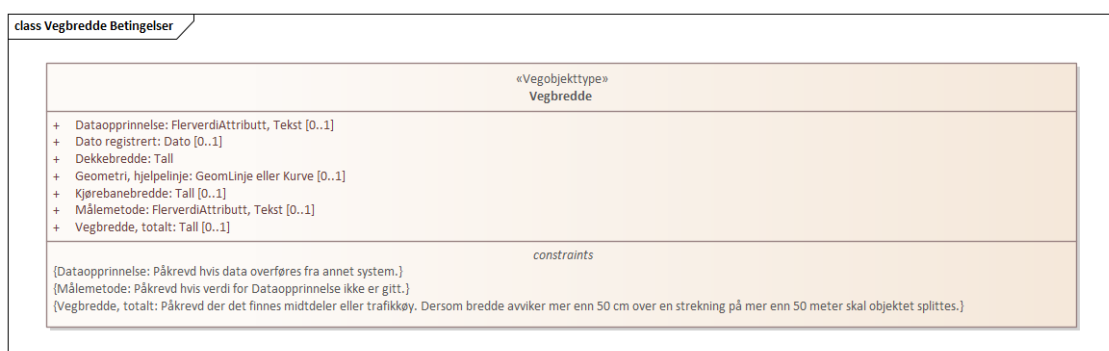 class Vegbredde Betingelser
«Vegobjekttype»
Vegbredde
+ Dataopprinnelse: FlerverdiAttributt, Tekst [0..1]
+ Dato registrert: Dato [0..1]
+ Dekkebredde: Tall
+ Geometri, hjelpelinje: GeomLinje eller Kurve [0..1]
+ Kjørebanebredde: Tall [0..1]
+ Målemetode: FlerverdiAttributt, Tekst [0..1]
+ Vegbredde, totalt: Tall [0..1]
constraints
{Dataopprinnelse: Påkrevd hvis data overføres fra annet system.}
{Målemetode: Påkrevd hvis verdi for Dataopprinnelse ikke er gitt.}
{Vegbredde, totalt: Påkrevd der det finnes midtdeler eller trafikkøy. Dersom bredde avviker mer enn 50 cm over en strekning på mer enn 50 meter skal objektet splittes.}